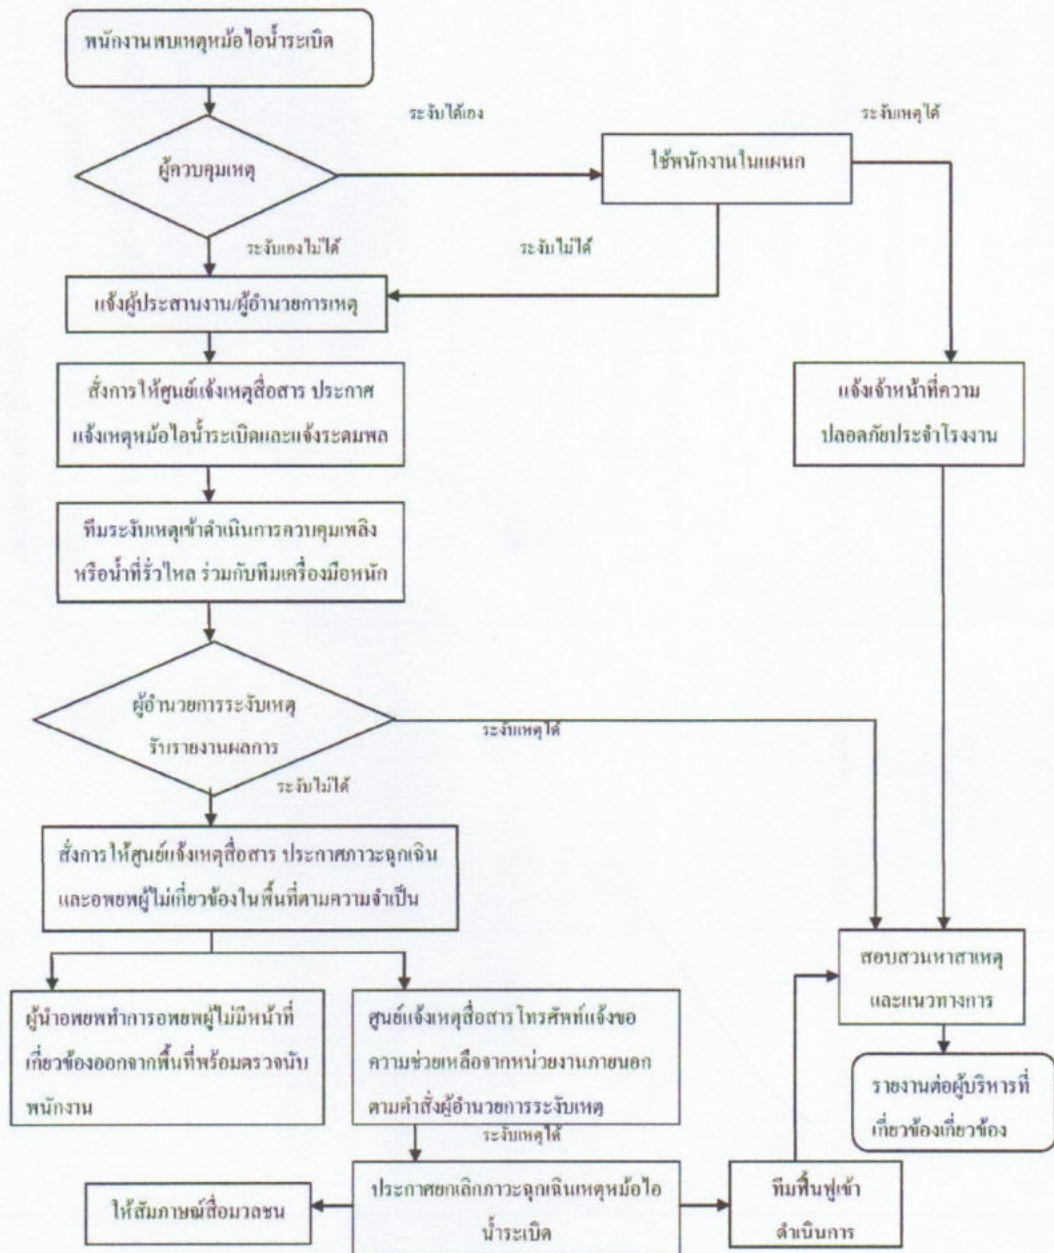 พนักงานพบเหตุหม้อไอน้ำระเบิด
ระงับได้เอง
ระงับเหตุได้
ผู้ควบคุมเหตุ
ใช้พนักงานในแผนก
ระงับเองไม่ได้
ระงับไม่ได้
แจ้งผู้ประสานงาน/ผู้อำนวยการเหตุ
สั่งการให้ศูนย์แจ้งเหตุสื่อสาร ประกาศ
แจ้งเหตุหม้อไอน้ำระเบิดและแจ้งระดมพล
แจ้งเจ้าหน้าที่ความ
ปลอดภัยประจำโรงงาน
ทีมระงับเหตุเข้าดำเนินการควบคุมเพลิง
หรือน้ำที่รั่วไหล ร่วมกับทีมเครื่องมือหนัก
ผู้อำนวยการระงับเหตุ
รับรายงานผลการ
ระงับเหตุได้
ระงับไม่ได้
สั่งการให้ศูนย์แจ้งเหตุสื่อสาร ประกาศภาวะฉุกเฉิน
และอพยพผู้ไม่เกี่ยวข้องในพื้นที่ตามความจำเป็น
สอบสวนหาสาเหตุ
และแนวทางการ
ผู้นำอพยพทำการอพยพผู้ไม่มีหน้าที่
เกี่ยวข้องออกจากพื้นที่พร้อมตรวจนับ
พนักงาน
ศูนย์แจ้งเหตุสื่อสารโทรศัพท์แจ้งขอ
ความช่วยเหลือจากหน่วยงานภายนอก
ตามคำสั่งผู้อำนวยการระงับเหตุ
รายงานต่อผู้บริหารที่
เกี่ยวข้องเกี่ยวข้อง
ระงับเหตุได้
ให้สัมภาษณ์สื่อมวลชน
ประกาศยกเลิกภาวะฉุกเฉินเหตุหม้อไอ
น้ำระเบิด
ทีมฟื้นฟูเข้า
ดำเนินการ